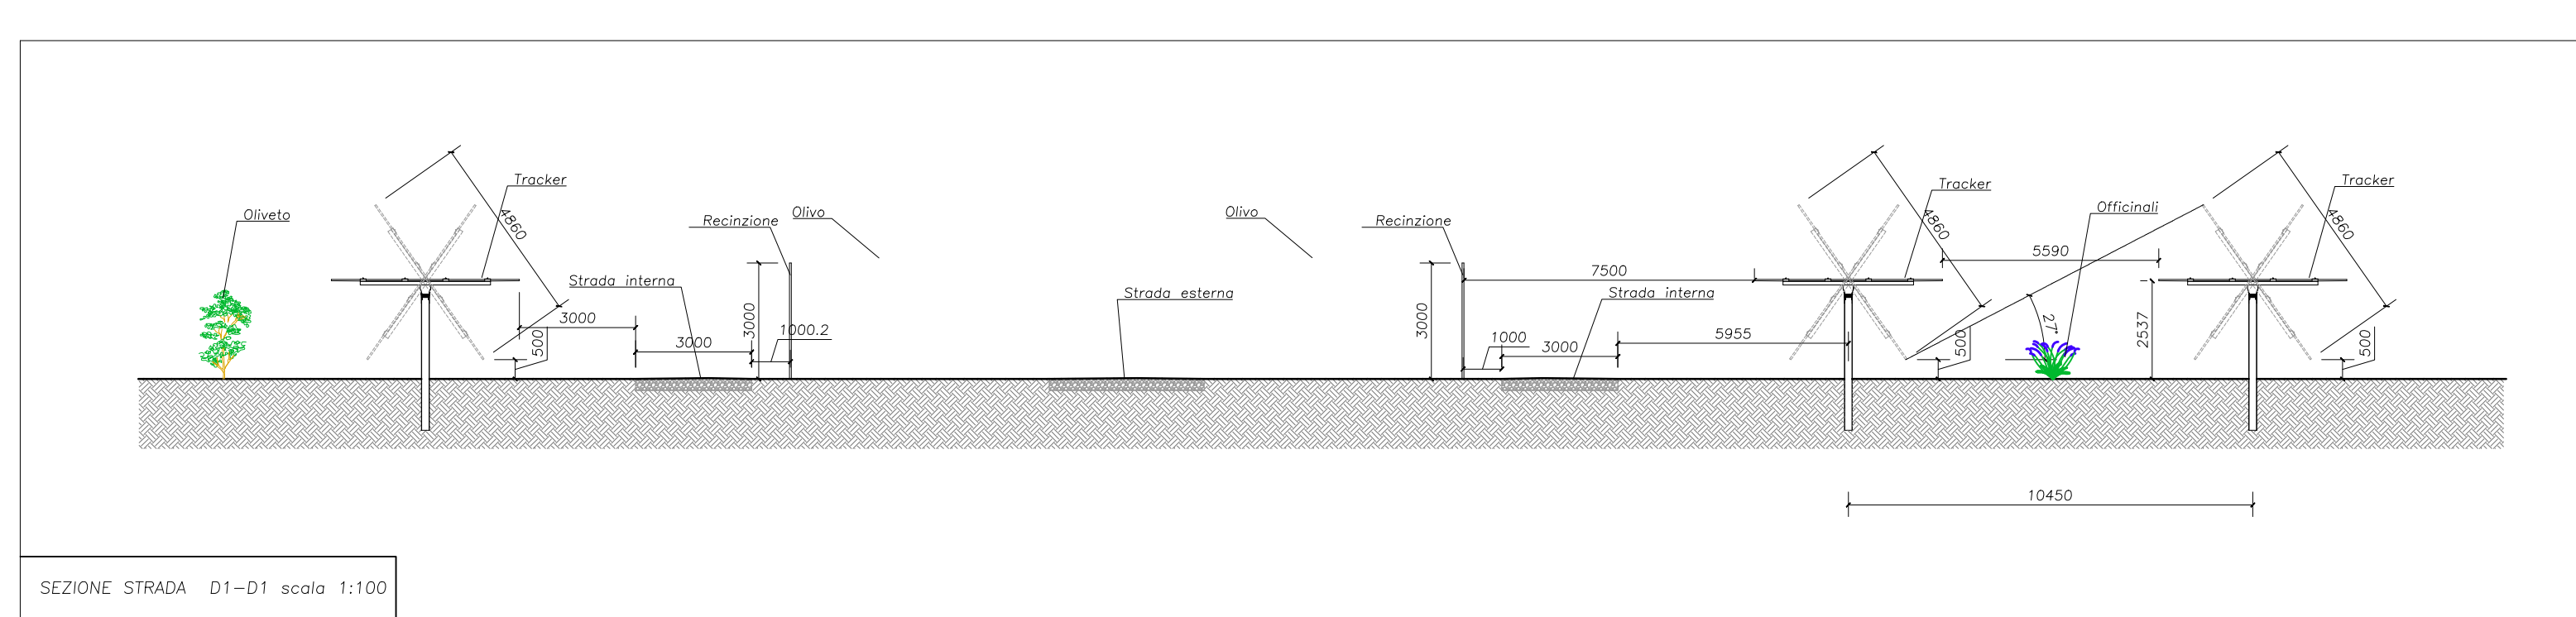 Oliveto
Tracker
4860
Recinzione
Olivo
Strada interna
3000
500
3000
3000
1000.2
Strada esterna
Olivo
Recinzione
3000
7500
Strada interna
1000
3000
5955
Tracker
4860
500
5590
Officinali
27°
2537
Tracker
4860
500
10450
SEZIONE STRADA D1-D1 scala 1:100